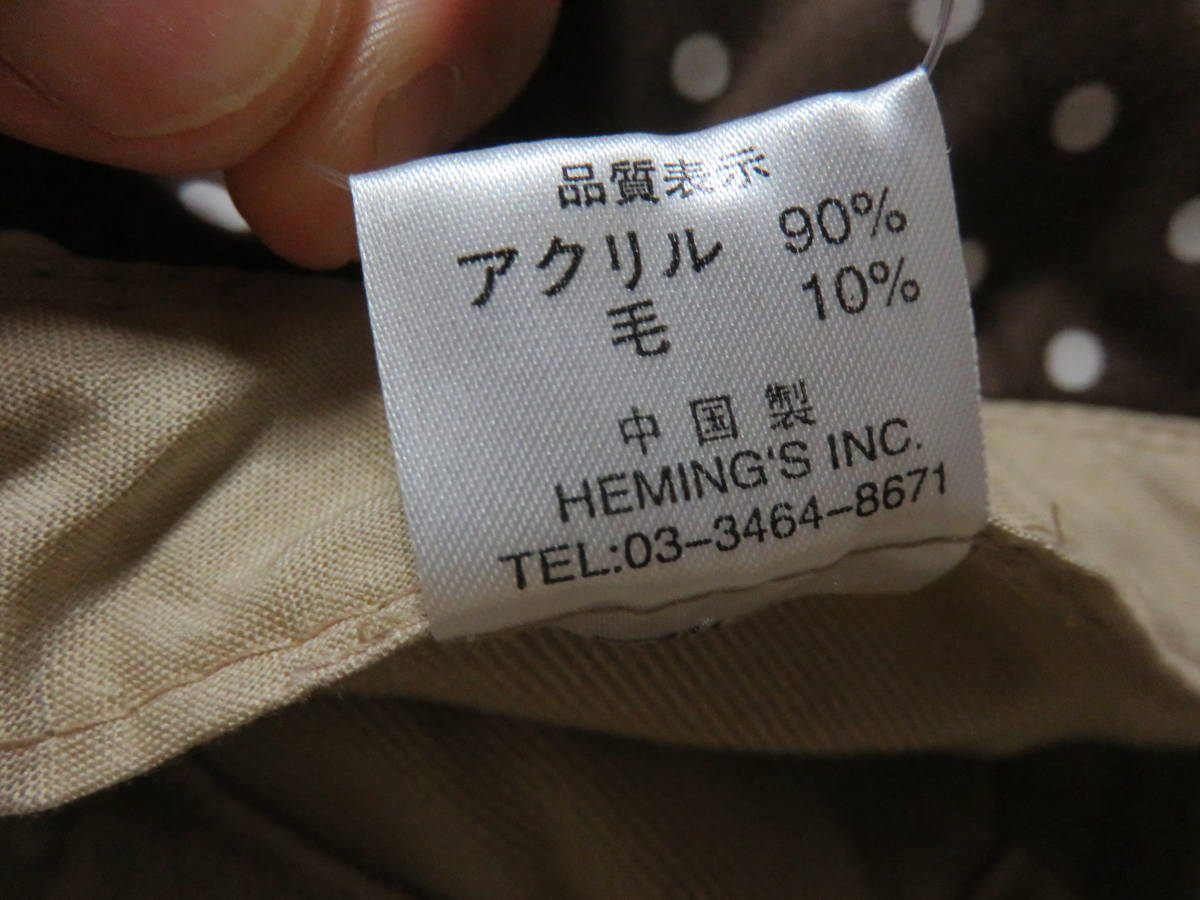 品質表示
アクリル 90%
毛 10%
中国製
HEMING'S INC.
TEL:03-3464-8671